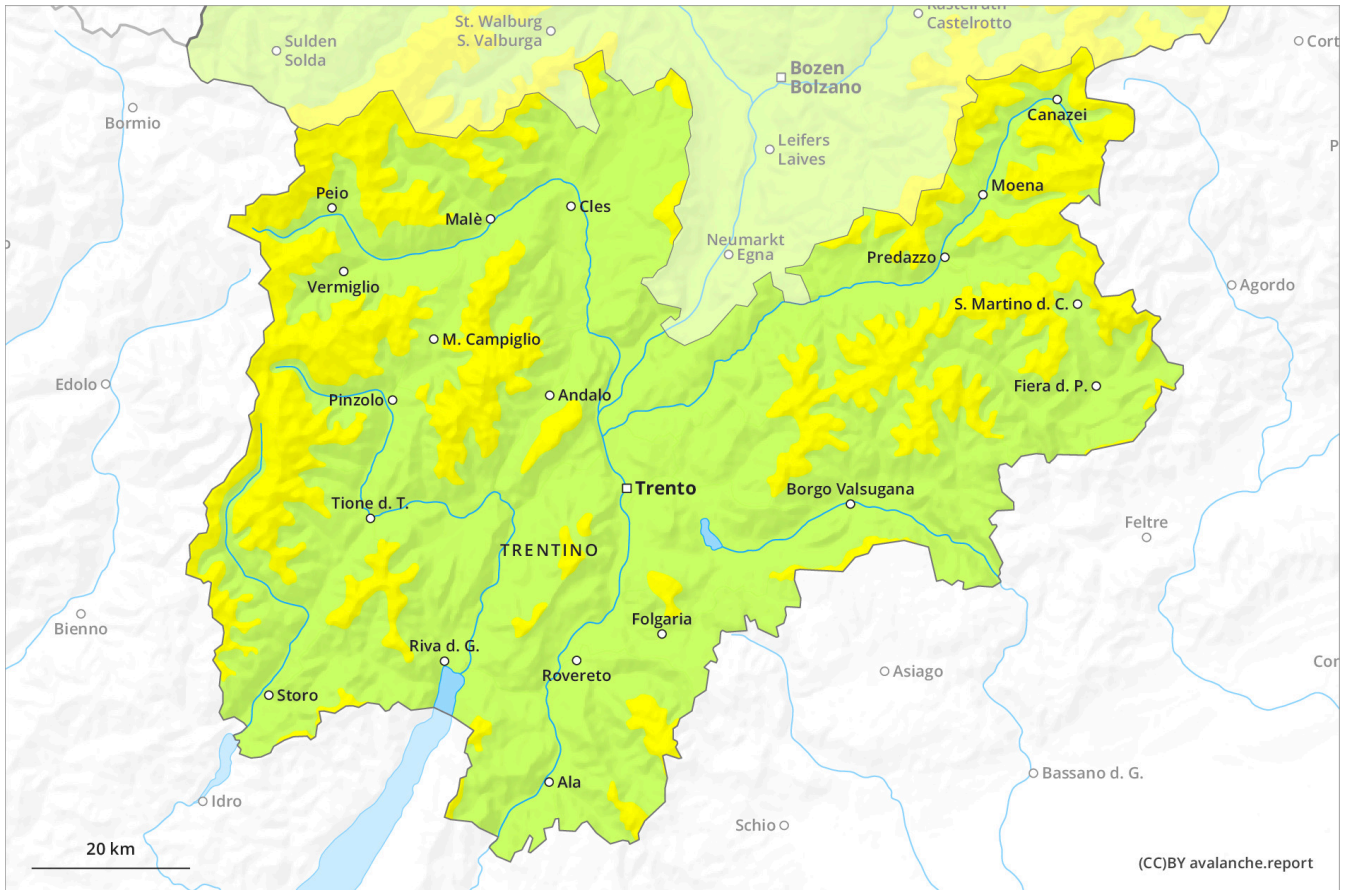 St. Walburg
S. Valburga
Kastelruth
Castelrotto
Sulden
Solda
Cort
Bozen
Bolzano
Bormio
Canazei
Leifers
Laives
P
Moena
Peio
Malè
Cles
Neumarkt
Egna
Predazzo
Vermiglio
Agordo
S. Martino d. C.
M. Campiglio
Edolo
Fiera d. P.
Pinzolo
Andalo
Trento
Borgo Valsugana
Tione d. T.
Feltre
TRENTINO
Bienno
Folgaria
Riva d. G.
Rovereto
Asiago
Cor
Storo
Bassano d. G.
Ala
Idro
Schio
20 km
(CC)BY avalanche.report